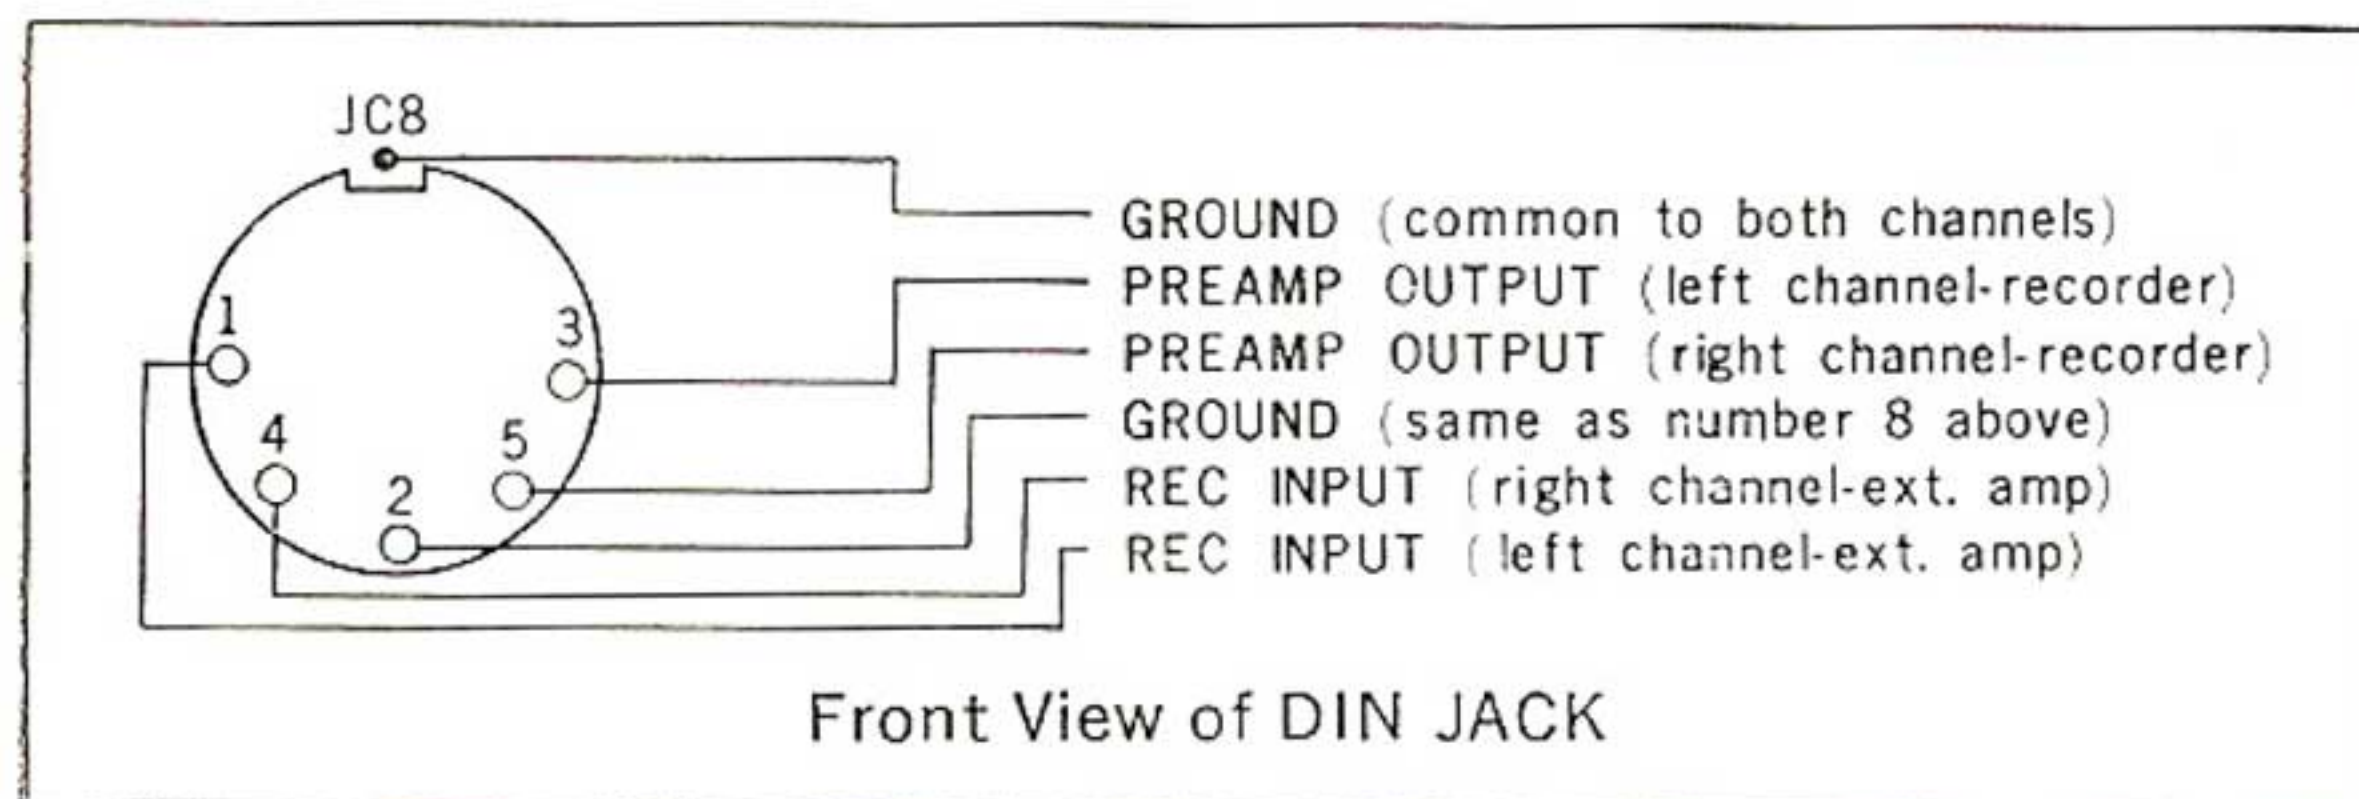 JC8
GROUND (common to both channels)
PREAMP OUTPUT (left channel-recorder)
1
3
PREAMP OUTPUT (right channel-recorder)
4
5
GROUND (same as number 8 above)
2
REC INPUT (right channel-ext. amp)
REC INPUT (left channel-ext. amp)
Front View of DIN JACK